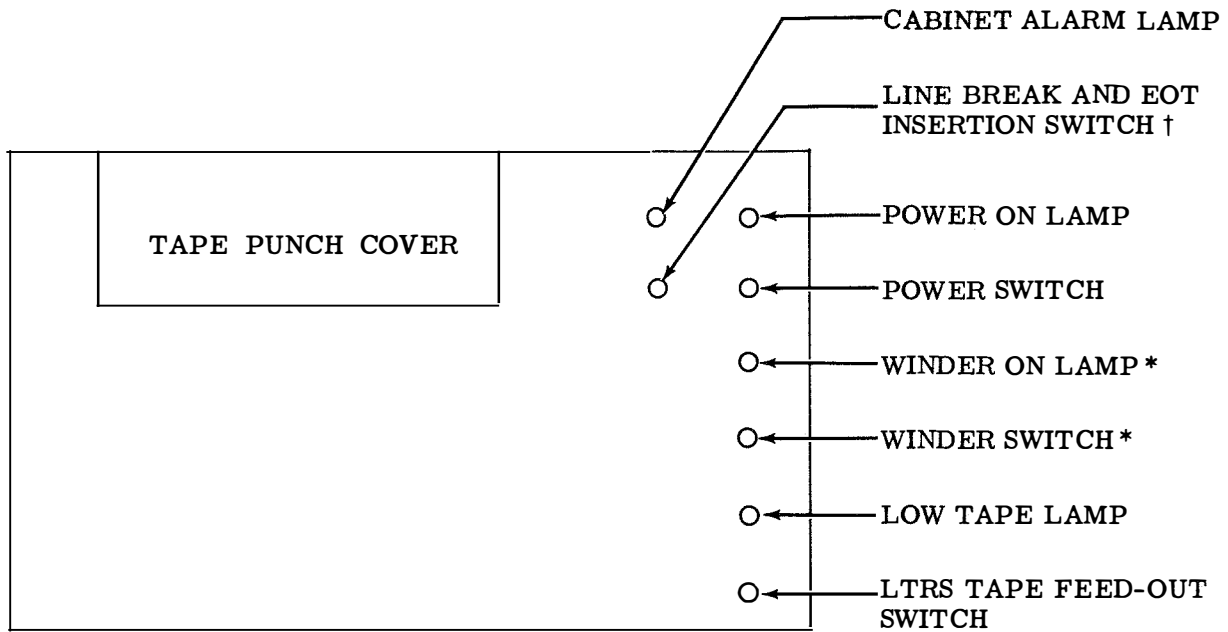 CABINET ALARM LAMP
LINE BREAK AND EOT
INSERTION SWITCH †
POWER ON LAMP
TAPE PUNCH COVER
POWER SWITCH
WINDER ON LAMP *
WINDER SWITCH *
LOW TAPE LAMP
LTRS TAPE FEED-OUT
SWITCH